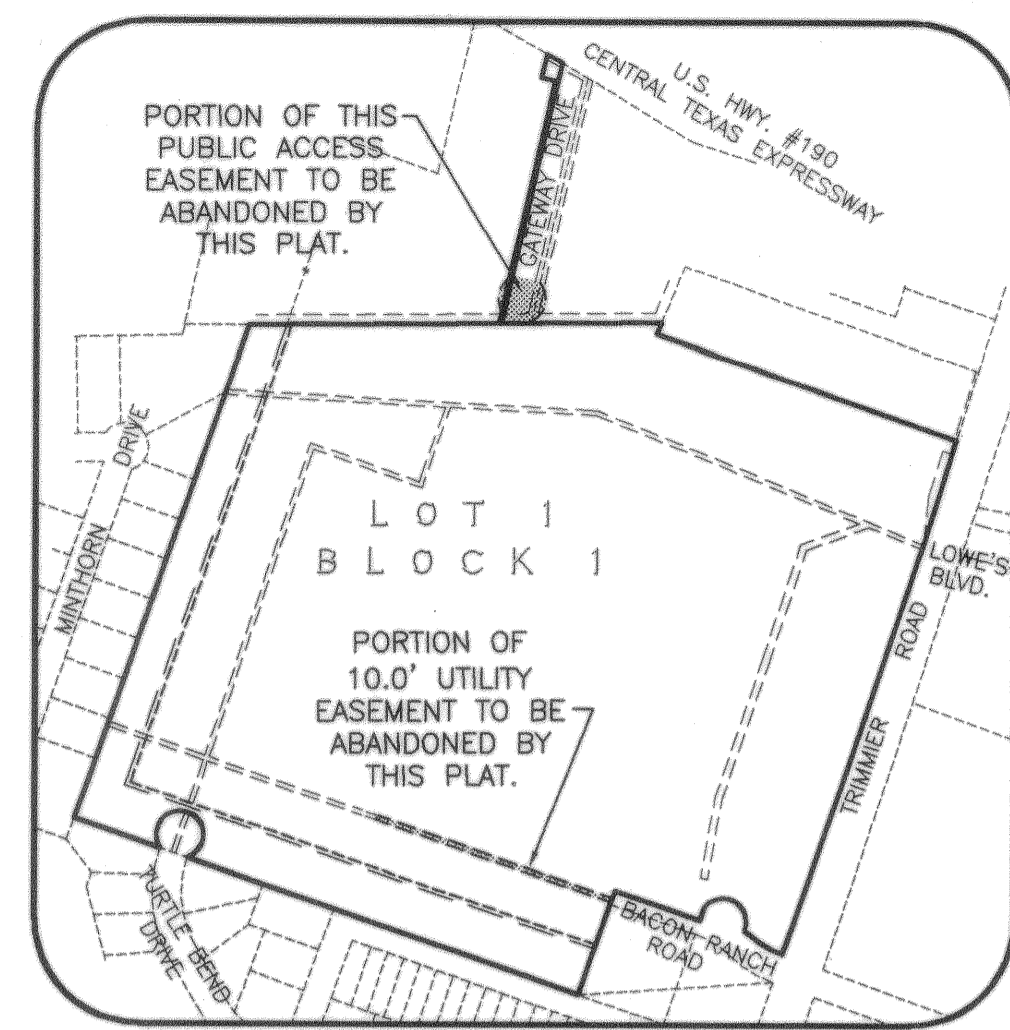 U.S. HWY. #190
CENTRAL TEXAS EXPRESSWAY
PORTION OF THIS
PUBLIC ACCESS
EASEMENT TO BE
ABANDONED BY
THIS PLAT.
GATEWAY DRIVE
MINTHORN DRIVE
LOT 1
BLOCK 1
LOWE'S
BLVD.
TRIMMIER ROAD
PORTION OF
10.0' UTILITY
EASEMENT TO BE
ABANDONED BY
THIS PLAT.
TURTLE BEND
DRIVE
BACON RANCH
ROAD